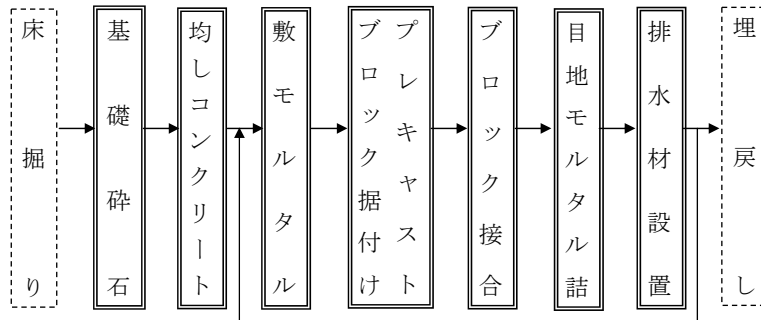 床掘り
基礎砕石
均しコンクリート
敷モルタル
プレキャスト
ブロック据付け
ブロック接合
目地モルタル詰
排水材設置
埋戻し